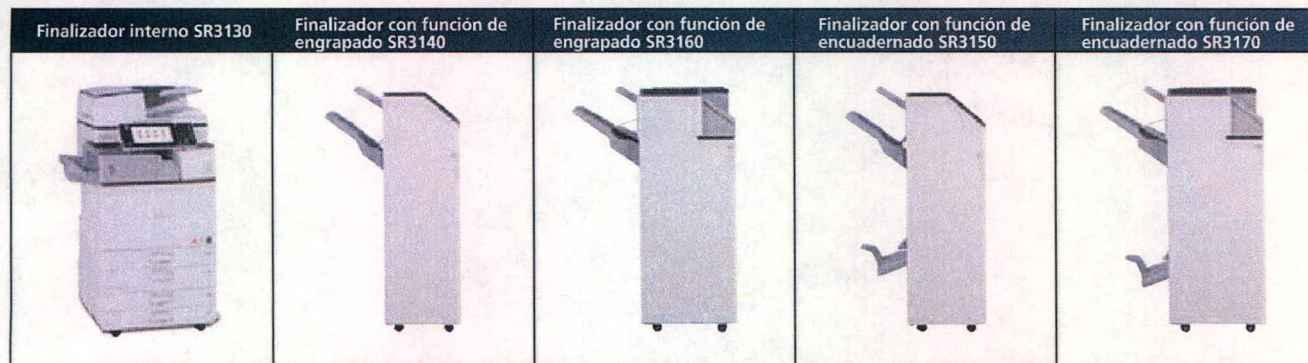 Finalizador interno SR3130
Finalizador con función de
engrapado SR3140
Finalizador con función de
engrapado SR3160
Finalizador con función de
encuadernado SR3150
Finalizador con función de
encuadernado SR3170